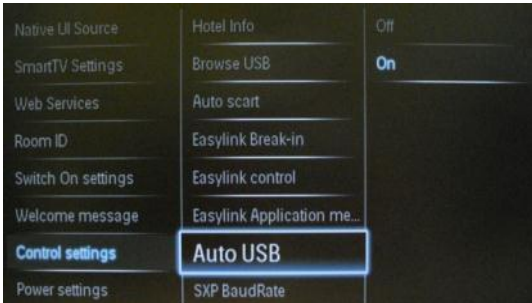 Native UI Source
SmartTV Settings
Web Services
Room ID
Switch On settings
Welcome message
Control settings
Power settings
Hotel Info
Browse USB
Auto scart
Easylink Break-in
Easylink control
Easylink Application me...
Auto USB
SXP BaudRate
Off
On